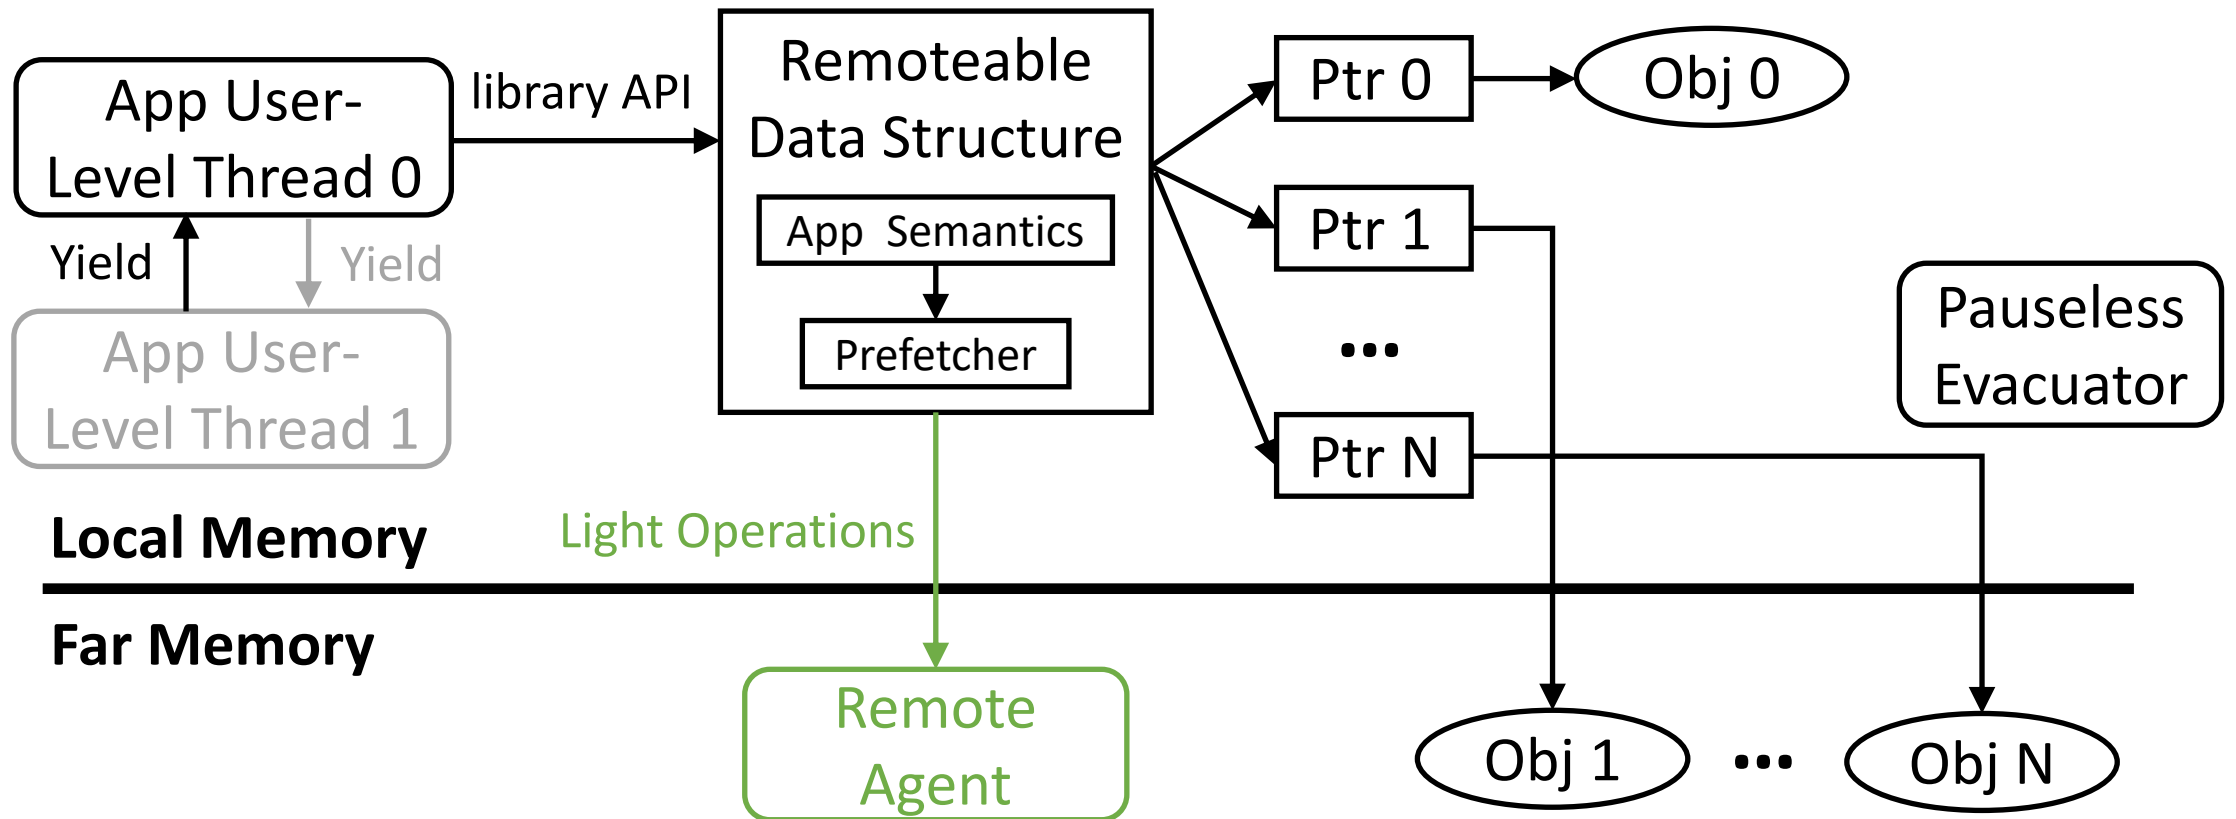 App User-
Level Thread 0
Yield
Yield
App User-
Level Thread 1
library API
Remoteable
Data Structure
App Semantics
Prefetcher
Ptr 0
Obj 0
Ptr 1
...
Ptr N
Pauseless
Evacuator
Local Memory
Light Operations
Far Memory
Remote
Agent
Obj 1
...
Obj N